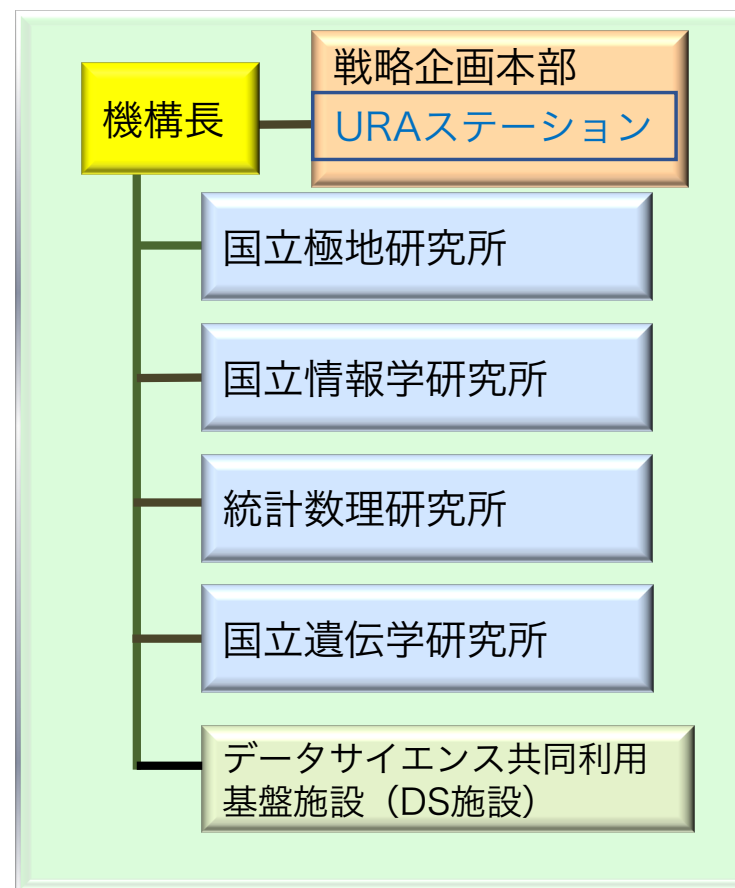 機構長
戦略企画本部
URAステーション
国立極地研究所
国立情報学研究所
統計数理研究所
国立遺伝学研究所
データサイエンス共同利用
基盤施設（DS施設）